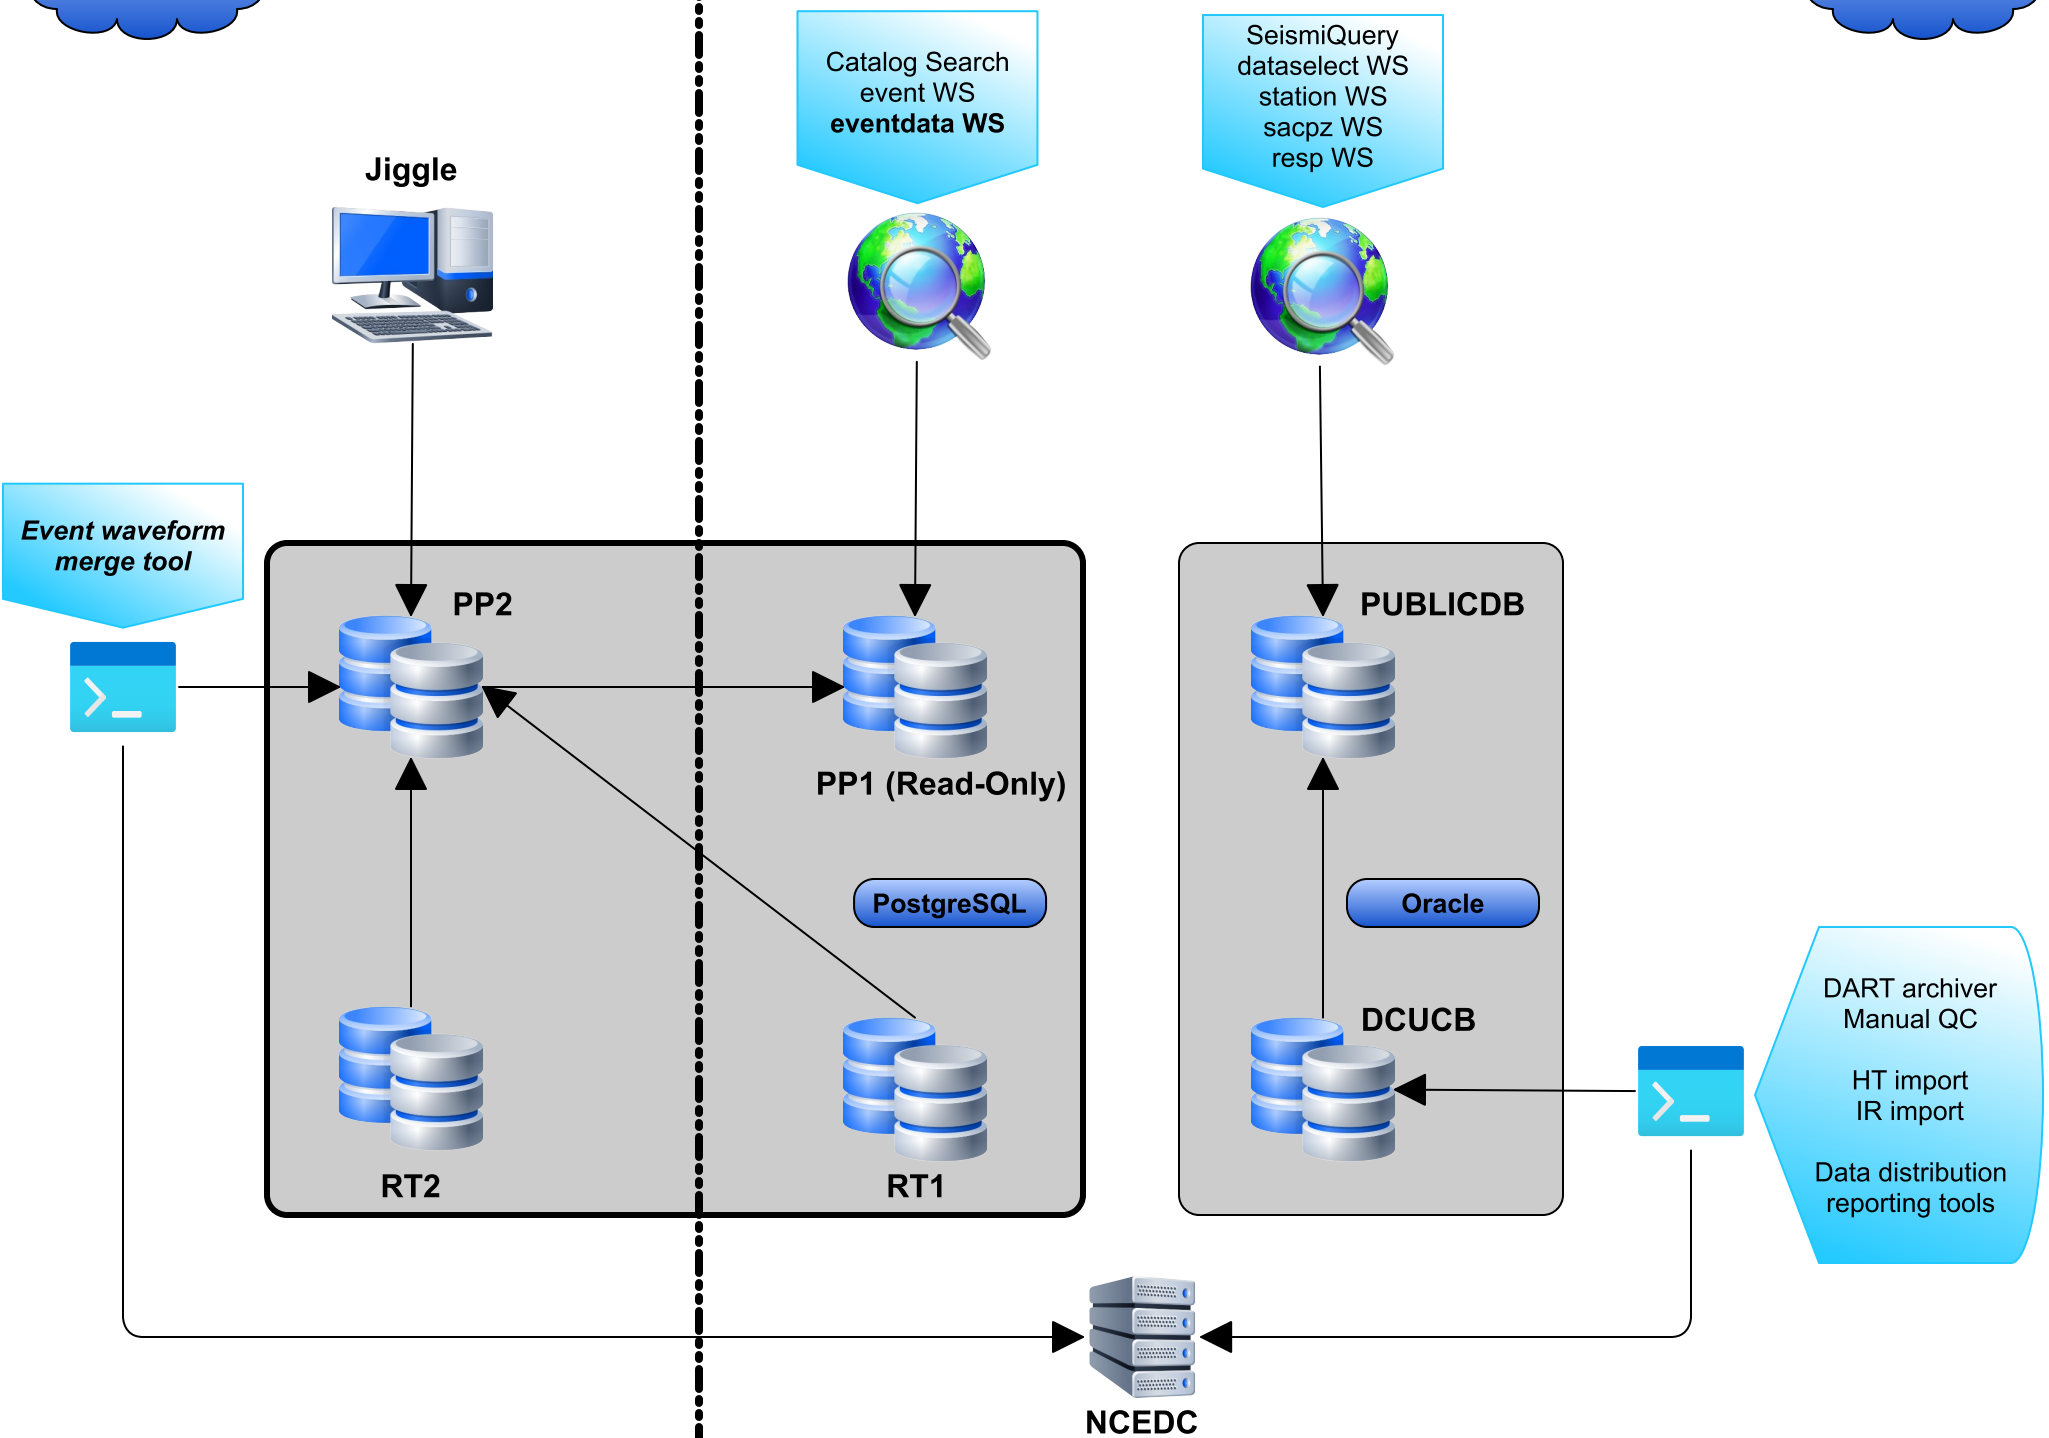 Catalog Search
event WS
eventdata WS
SeismiQuery
dataselect WS
station WS
sacpz WS
resp WS
Jiggle
Event waveform
merge tool
PP2
PUBLICDB
PP1 (Read-Only)
PostgreSQL
Oracle
DCUCB
DART archiver
Manual QC
HT import
IR import
Data distribution
reporting tools
RT2
RT1
NCEDC